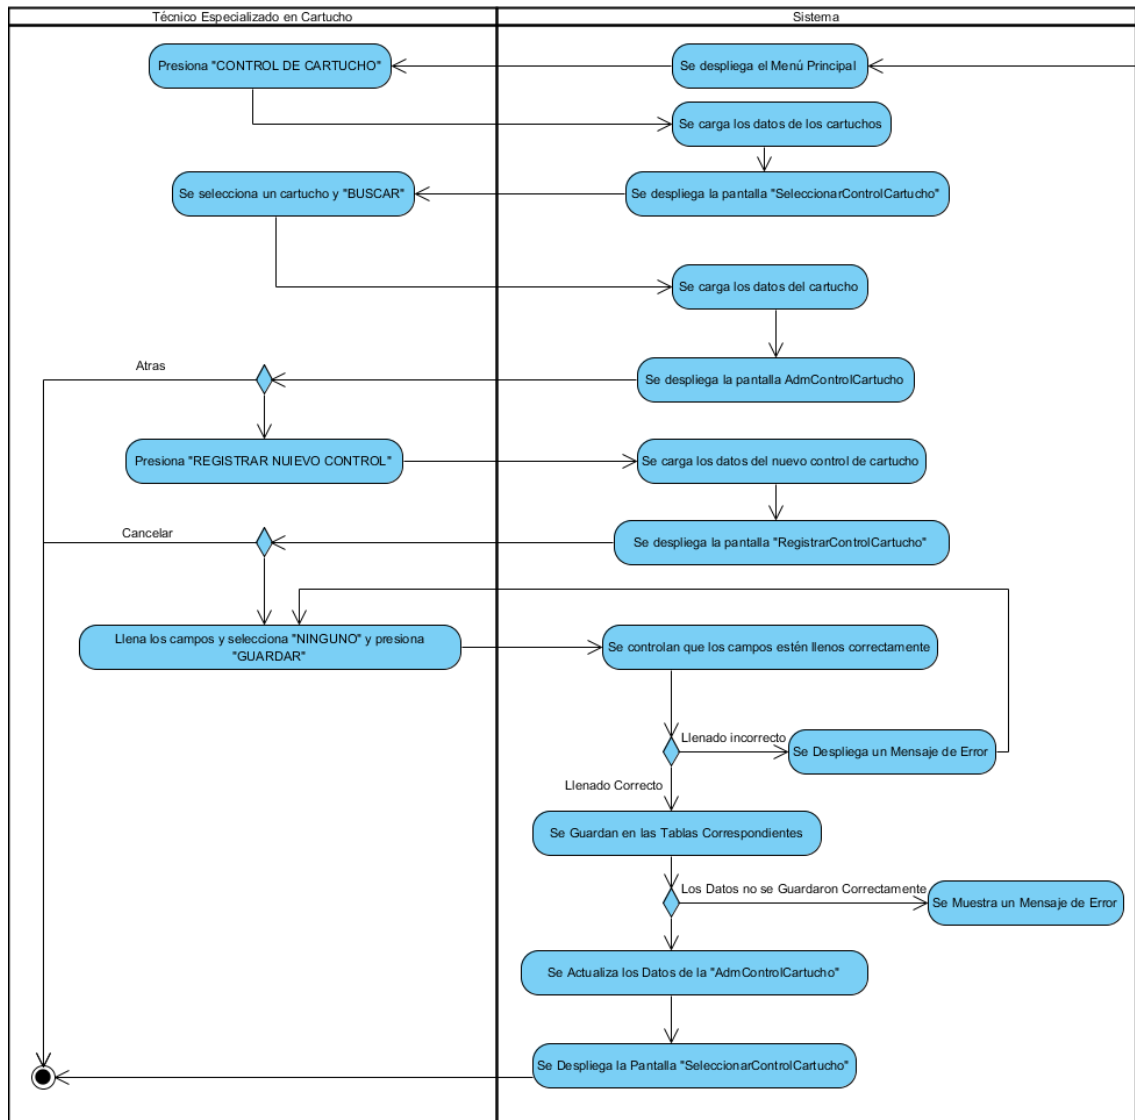 Técnico Especializado en Cartucho
Sistema
Presiona "CONTROL DE CARTUCHO"
Se despliega el Menú Principal
Se carga los datos de los cartuchos
Se selecciona un cartucho y "BUSCAR"
Se despliega la pantalla "SeleccionarControlCartucho"
Se carga los datos del cartucho
Atras
Se despliega la pantalla AdmControlCartucho
Presiona "REGISTRAR NUIEVO CONTROL"
Se carga los datos del nuevo control de cartucho
Cancelar
Se despliega la pantalla "RegistrarControlCartucho"
Llena los campos y selecciona "NINGUNO" y presiona
"GUARDAR"
Se controlan que los campos estén llenos correctamente
Llenado incorrecto
Se Despliega un Mensaje de Error
Llenado Correcto
Se Guardan en las Tablas Correspondientes
Los Datos no se Guardaron Correctamente
Se Muestra un Mensaje de Error
Se Actualiza los Datos de la "AdmControlCartucho"
Se Despliega la Pantalla "SeleccionarControlCartucho"